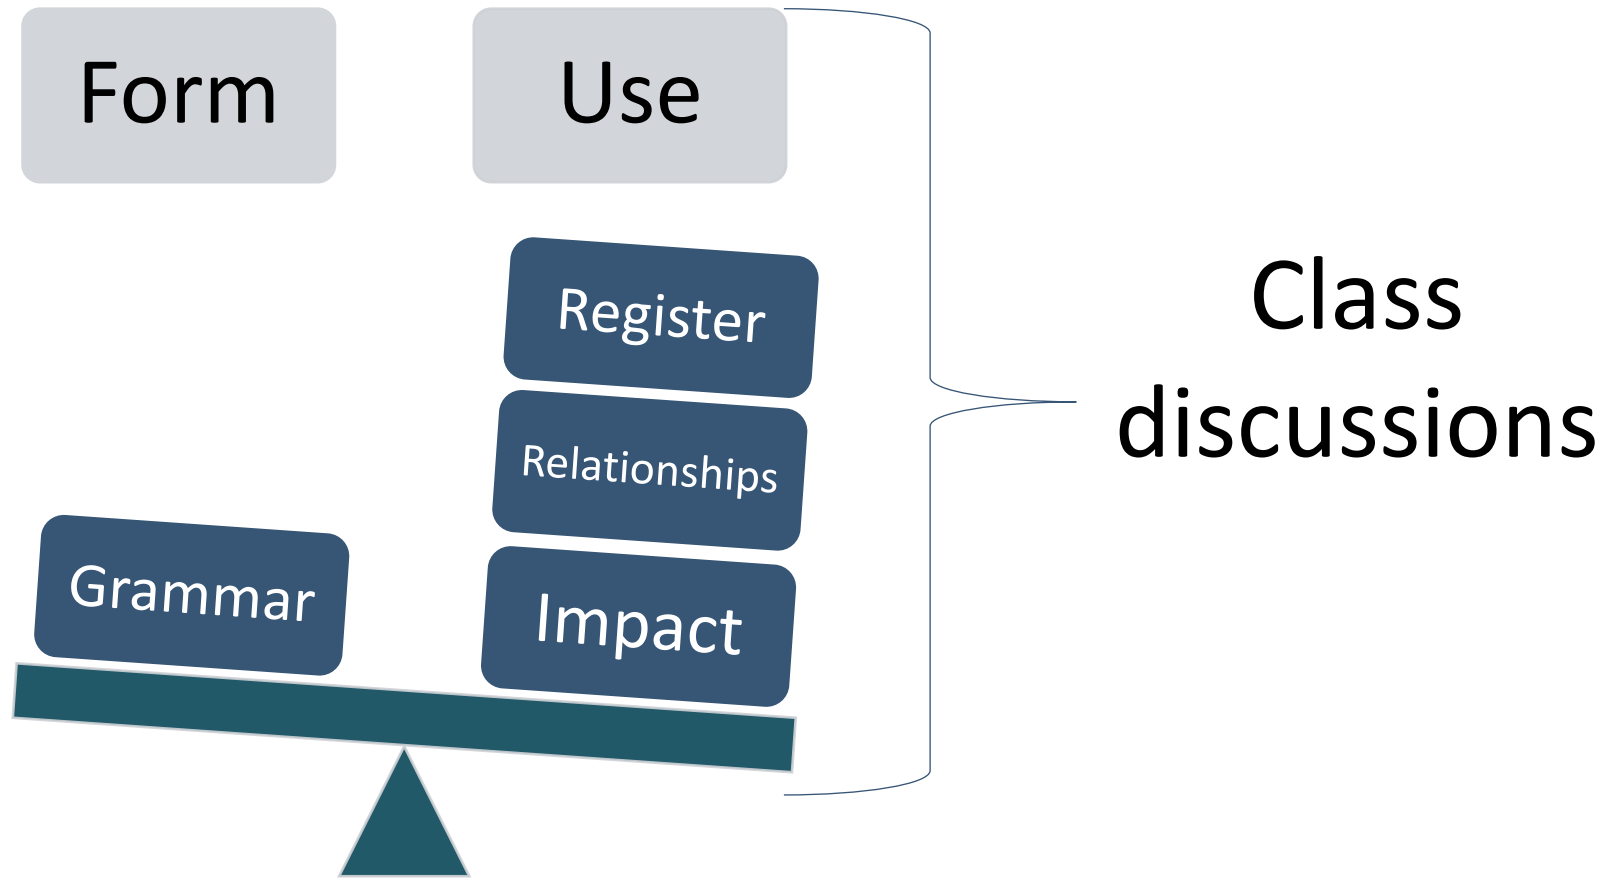 Form
Use
Register
Relationships
Impact
Grammar
Class
discussions